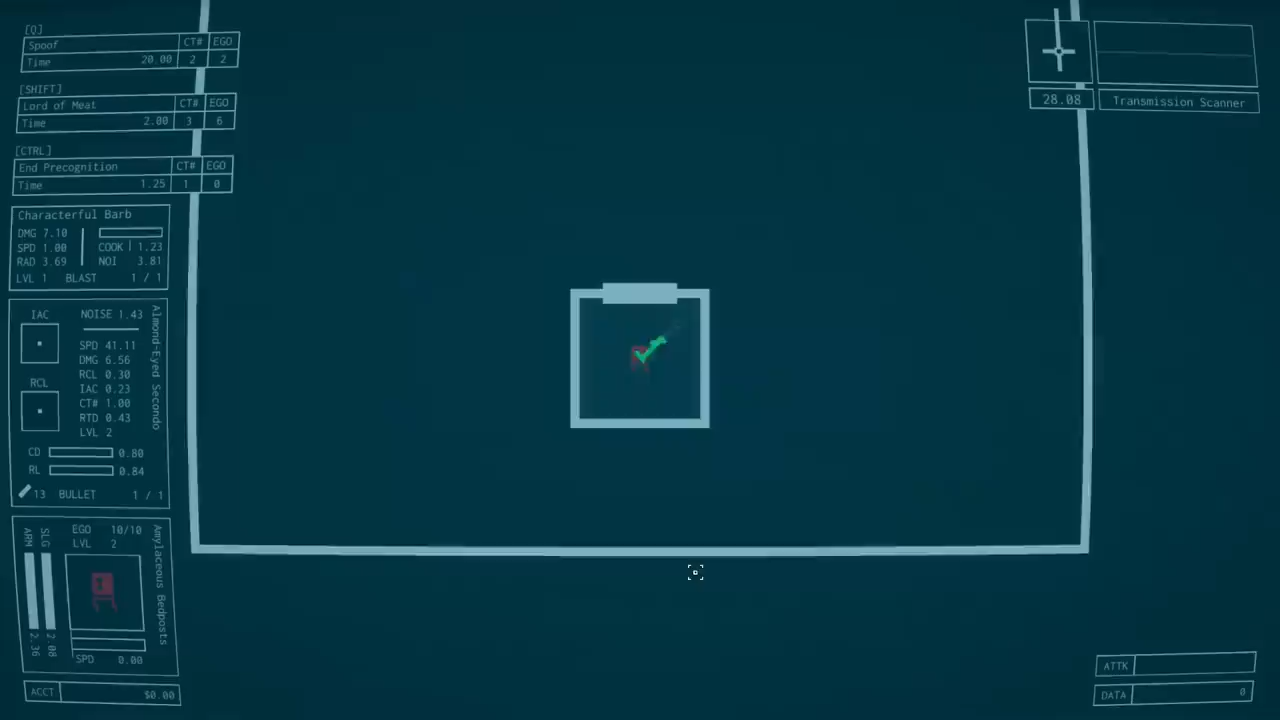 [Q]
Spoof CT# EGO
Time 20.00 2 2
[SHIFT]
Lord of Meat CT# EGO
Time 2.00 3 6
[CTRL]
End Precognition CT# EGO
Time 1.25 1 0
Characterful Barb
DMG 7.10
SPD 1.00 COOK 1.23
RAD 3.69 NOI 3.81
LVL 1 BLAST 1 / 1
IAC NOISE 1.43
SPD 41.11
DMG 6.56
RCL RCL 0.30
IAC 0.23
CT# 1.00
RTD 0.43
LVL 2
Almond-Eyed Secondo
CD 0.80
RL 0.84
13 BULLET 1 / 1
ARM SLG EGO 10/10
LVL 2
1
Amylaceous Bedposts
2.36 2.08
SPD 0.00
ACCT $0.00
28.08 Transmission Scanner
ATTK
DATA 0